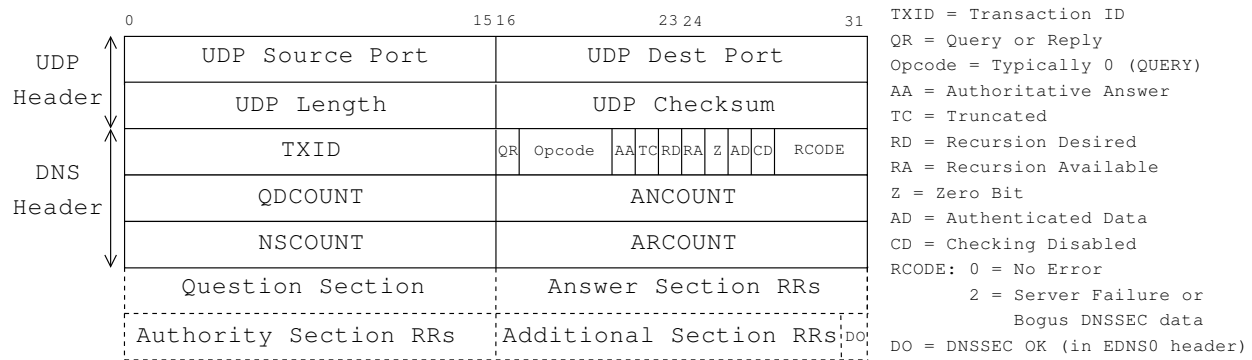 0 15 16 23 24 31
UDP Header
UDP Source Port UDP Dest Port
UDP Length UDP Checksum
DNS Header
TXID QR Opcode AA TC RD RA Z AD CD RCODE
QDCOUNT ANCOUNT
NSCOUNT ARCOUNT
Question Section Answer Section RRs
Authority Section RRs Additional Section RRs DO
TXID = Transaction ID
QR = Query or Reply
Opcode = Typically 0 (QUERY)
AA = Authoritative Answer
TC = Truncated
RD = Recursion Desired
RA = Recursion Available
Z = Zero Bit
AD = Authenticated Data
CD = Checking Disabled
RCODE: 0 = No Error
2 = Server Failure or
Bogus DNSSEC data
DO = DNSSEC OK (in EDNS0 header)